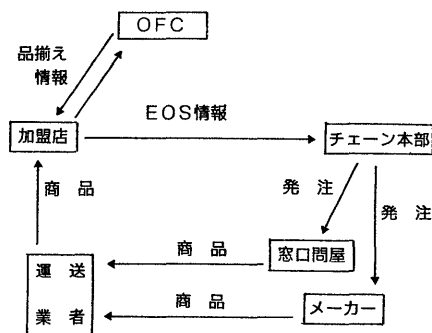 OFC
品揃え
情報
EOS情報
加盟店
チェーン本部
商品
発注
発注
窓口問屋
商品
運送
業者
商品
メーカー